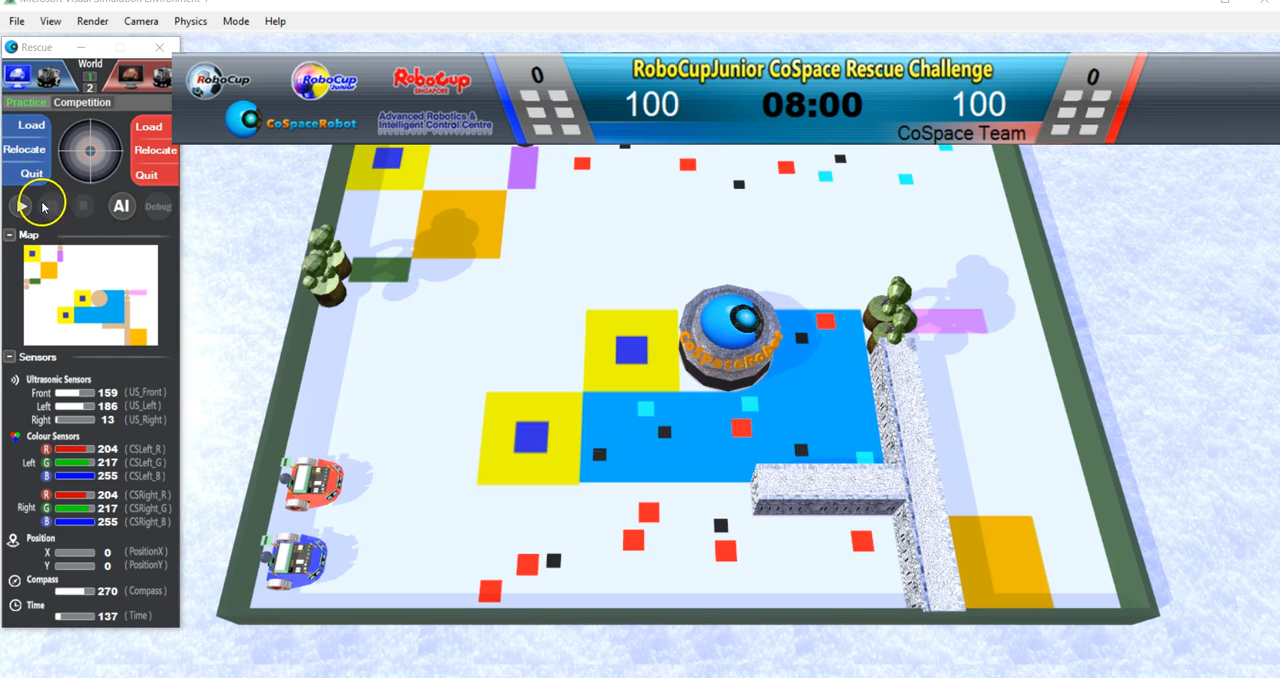 Microsoft Visual Simulation Environment 4
File View Render Camera Physics Mode Help
Rescue
World
1
2
Practice Competition
Load
Relocate
Quit
Load
Relocate
Quit
AI Debug
Map
Sensors
Ultrasonic Sensors
Front 159 (US_Front)
Left 186 (US_Left)
Right 13 (US_Right)
Colour Sensors
R 204 (CSLeft_R)
Left G 217 (CSLeft_G)
B 255 (CSLeft_B)
R 204 (CSRight_R)
Right G 217 (CSRight_G)
B 255 (CSRight_B)
Position
X 0 (PositionX)
Y 0 (PositionY)
Compass
270 (Compass)
Time
137 (Time)
RoboCup
RoboCup
Junior
RoboCup
SINGAPORE
CoSpaceRobot
Advanced Robotics &
Intelligent Control Centre
0
RoboCupJunior CoSpace Rescue Challenge
100 08:00 100
CoSpace Team
0
CoSpaceRobot